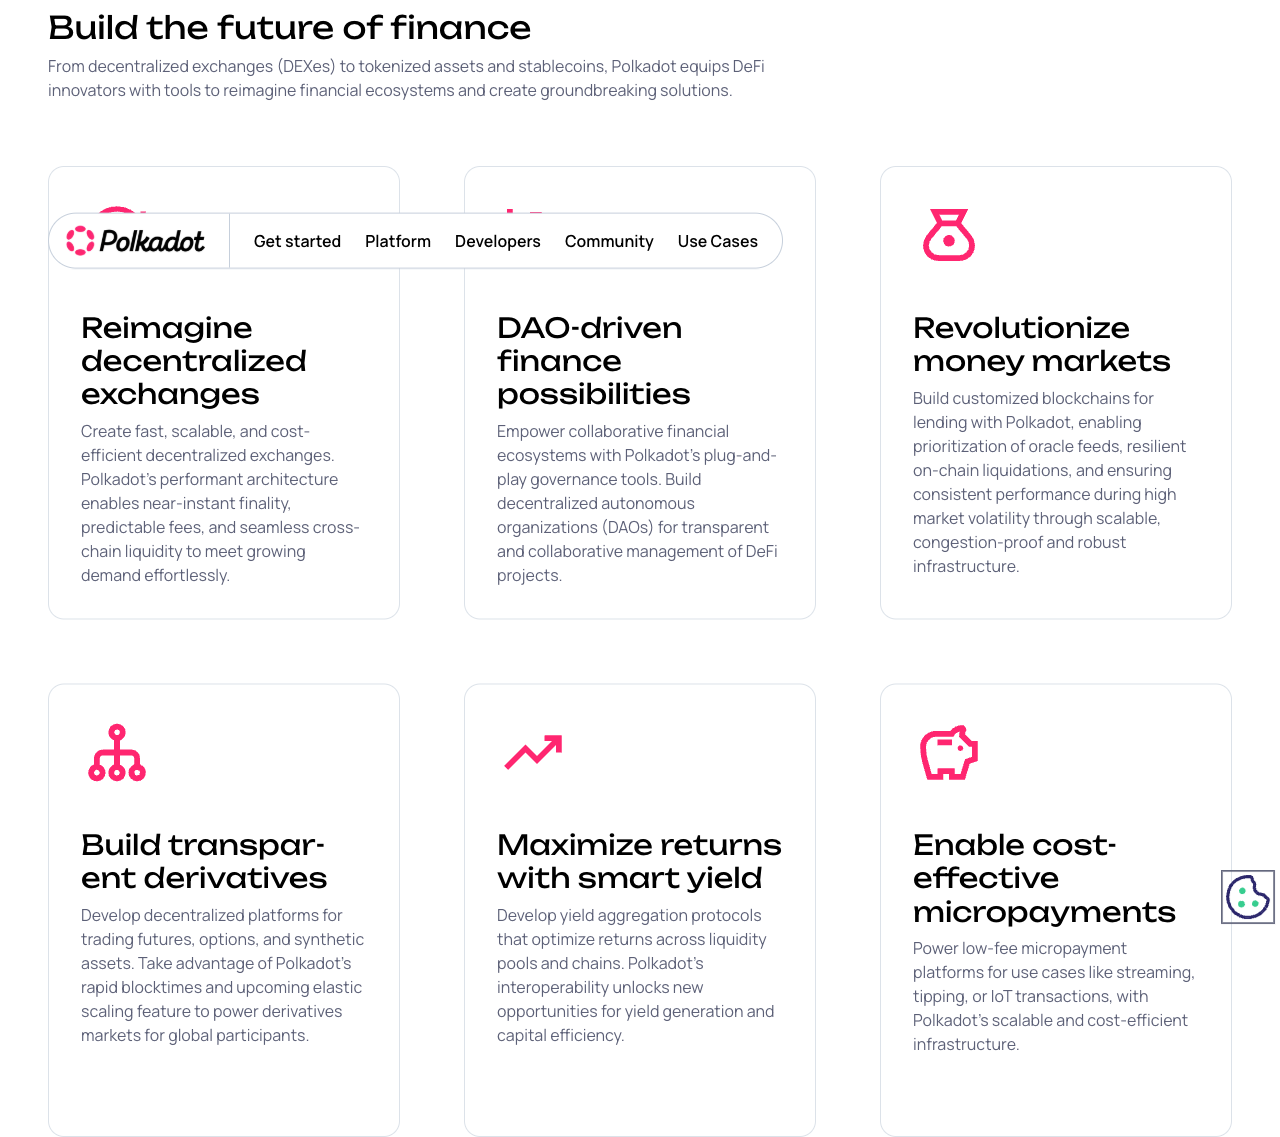 Build the future of finance
From decentralized exchanges (DEXes) to tokenized assets and stablecoins, Polkadot equips DeFi
innovators with tools to reimagine financial ecosystems and create groundbreaking solutions.
Polkadot
Get started
Platform
Developers
Community
Use Cases
Reimagine
decentralized
exchanges
Create fast, scalable, and cost-
efficient decentralized exchanges.
Polkadot's performant architecture
enables near-instant finality,
predictable fees, and seamless cross-
chain liquidity to meet growing
demand effortlessly.
DAO-driven
finance
possibilities
Empower collaborative financial
ecosystems with Polkadot's plug-and-
play governance tools. Build
decentralized autonomous
organizations (DAOs) for transparent
and collaborative management of DeFi
projects.
Revolutionize
money markets
Build customized blockchains for
lending with Polkadot, enabling
prioritization of oracle feeds, resilient
on-chain liquidations, and ensuring
consistent performance during high
market volatility through scalable,
congestion-proof and robust
infrastructure.
Build transpar-
ent derivatives
Develop decentralized platforms for
trading futures, options, and synthetic
assets. Take advantage of Polkadot's
rapid blocktimes and upcoming elastic
scaling feature to power derivatives
markets for global participants.
Maximize returns
with smart yield
Develop yield aggregation protocols
that optimize returns across liquidity
pools and chains. Polkadot's
interoperability unlocks new
opportunities for yield generation and
capital efficiency.
Enable cost-
effective
micropayments
Power low-fee micropayment
platforms for use cases like streaming,
tipping, or IoT transactions, with
Polkadot's scalable and cost-efficient
infrastructure.